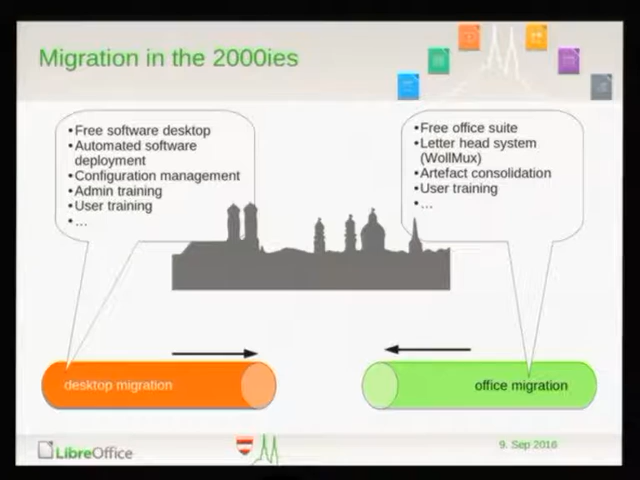 Migration in the 2000ies
•Free software desktop
•Automated software
deployment
•Configuration management
•Admin training
•User training
•...
•Free office suite
•Letter head system
(WollMux)
•Artefact consolidation
•User training
•...
desktop migration
office migration
LibreOffice
9. Sep 2016